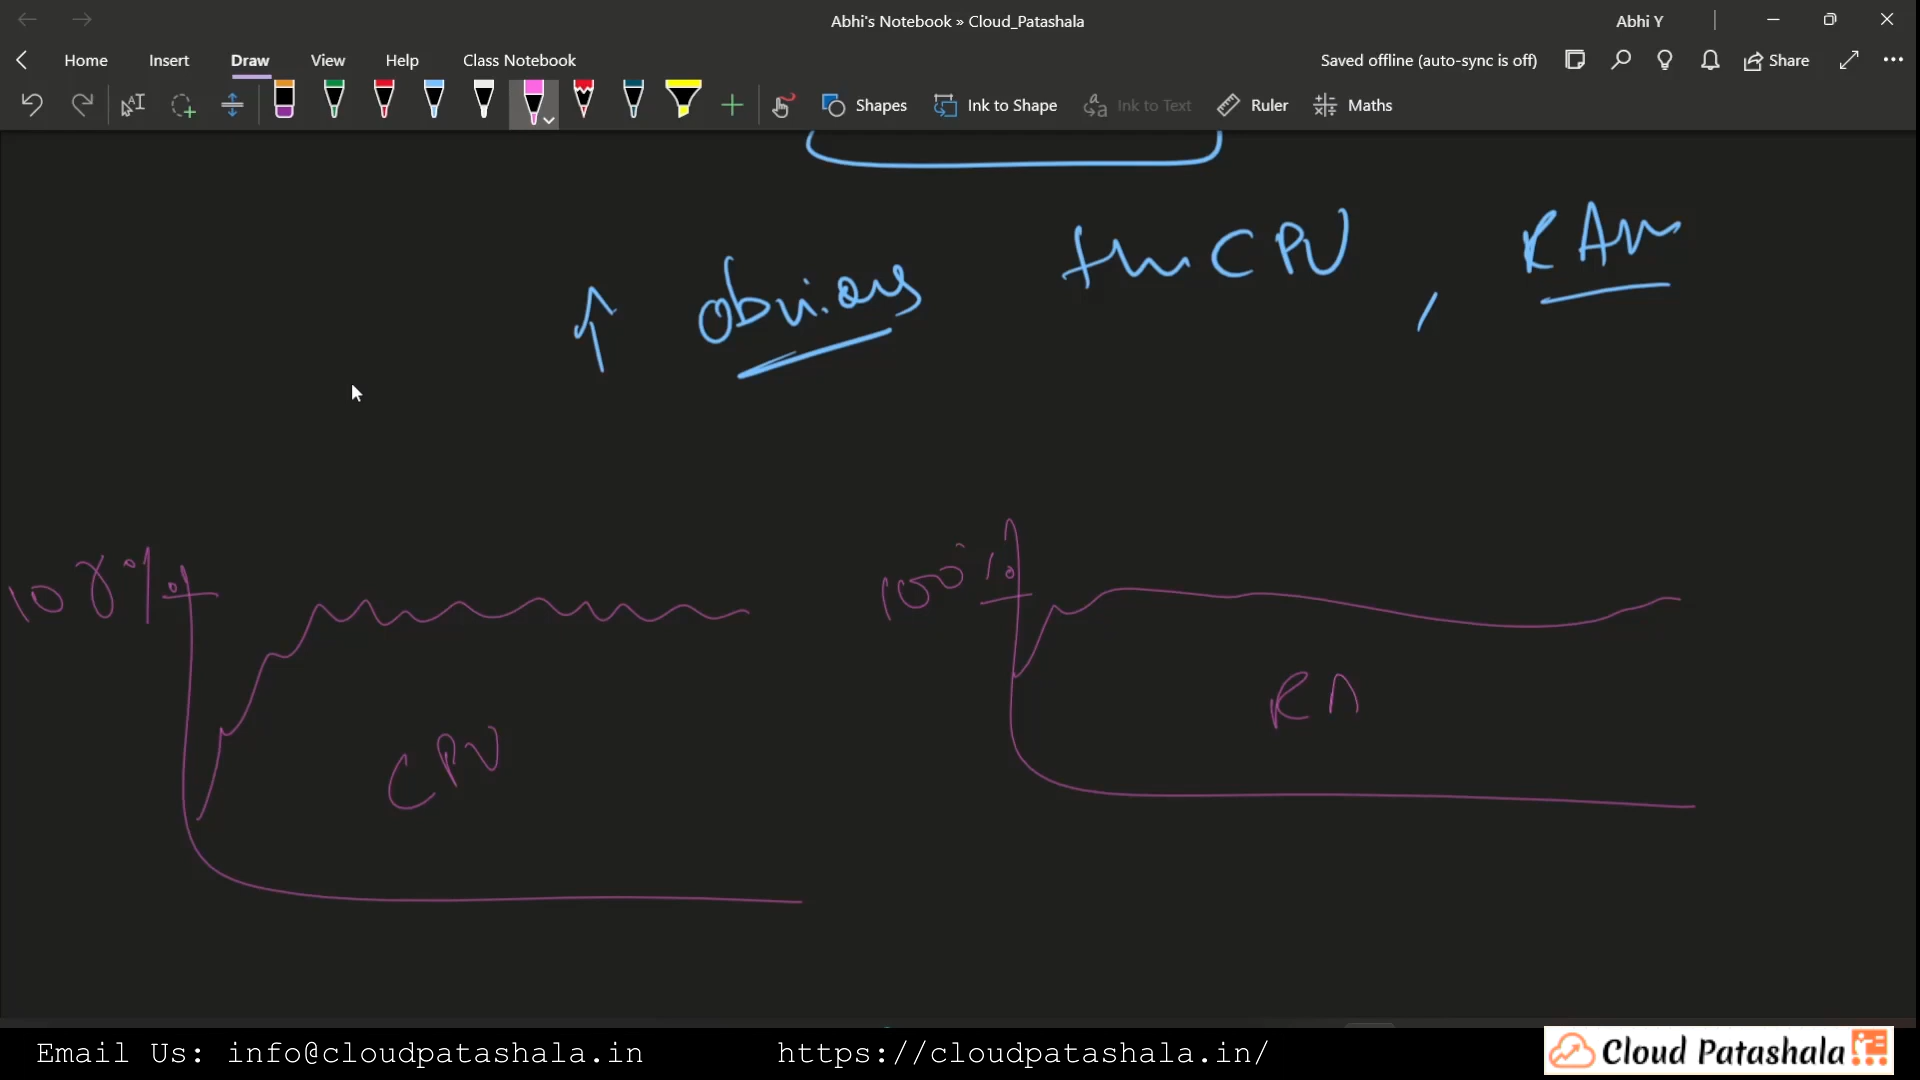 Abhi's Notebook » Cloud_Patashala
Abhi Y
Home Insert Draw View Help Class Notebook
Saved offline (auto-sync is off) Share
Shapes Ink to Shape Ink to Text Ruler Maths
the CPU , RAM
↑ obvious
100%
100%
RA
CPU
Email Us: info@cloudpatashala.in https://cloudpatashala.in/
Cloud Patashala